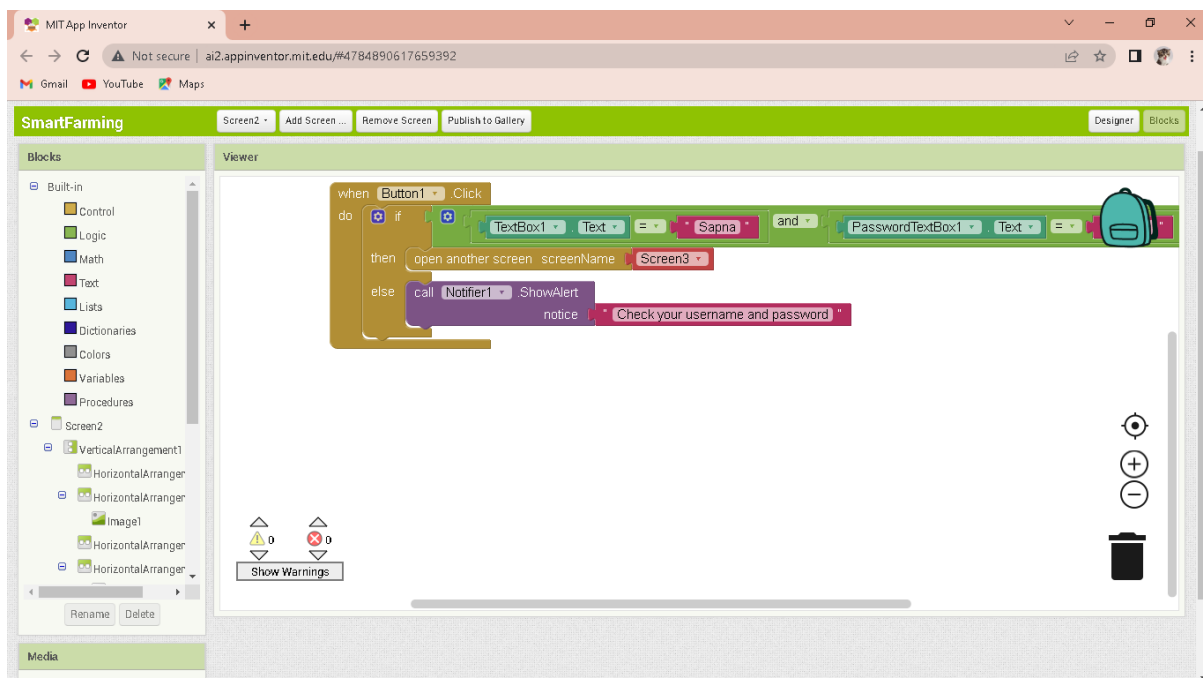 MIT App Inventor
Not secure | ai2.appinventor.mit.edu/#4784890617659392
Gmail YouTube Maps
SmartFarming Screen2 Add Screen ... Remove Screen Publish to Gallery Designer Blocks
Blocks Viewer
Built-in
Control
Logic
Math
Text
Lists
Dictionaries
Colors
Variables
Procedures
Screen2
VerticalArrangement1
HorizontalArranger
HorizontalArranger
Image1
HorizontalArranger
HorizontalArranger
Rename Delete
Media
when Button1 .Click
do if TextBox1 . Text = " Sapna " and PasswordTextBox1 . Text = "
then open another screen screenName Screen3
else call Notifier1 .ShowAlert
notice " Check your username and password "
0 0
Show Warnings